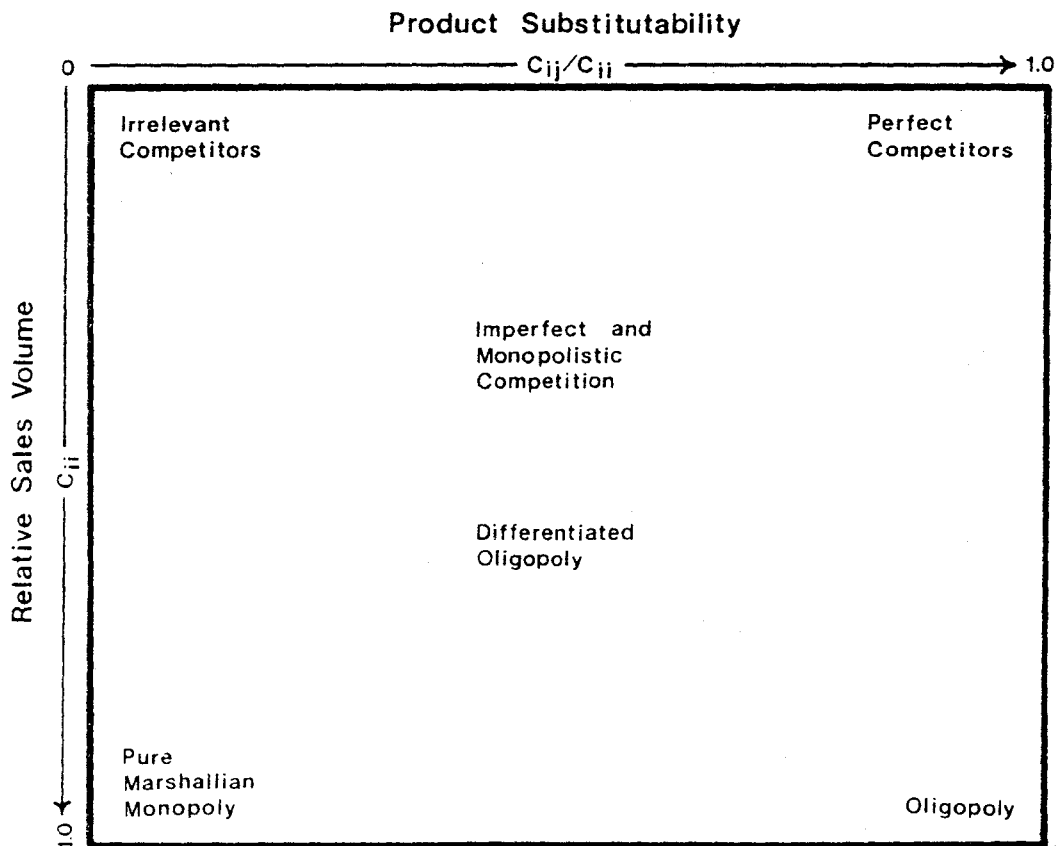 Product Substitutability
0 Cij/Cii 1.0
Irrelevant
Competitors
Perfect
Competitors
Relative Sales Volume
Cii
Imperfect and
Monopolistic
Competition
Differentiated
Oligopoly
Pure
Marshallian
Monopoly
Oligopoly
1.0